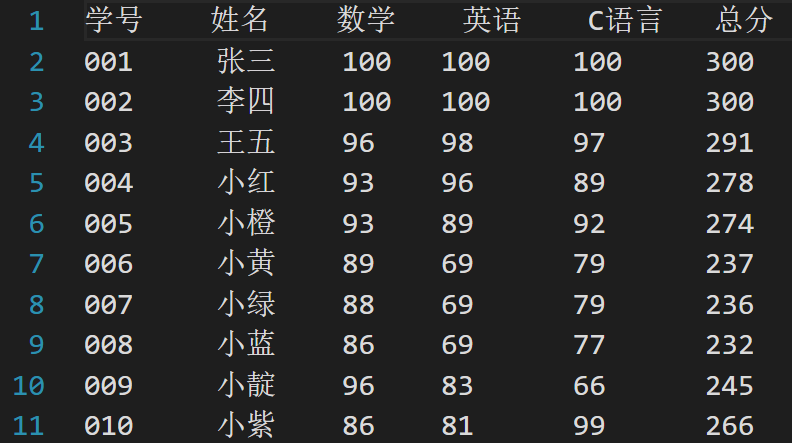 1 学号 姓名 数学 英语 C语言 总分
2 001 张三 100 100 100 300
3 002 李四 100 100 100 300
4 003 王五 96 98 97 291
5 004 小红 93 96 89 278
6 005 小橙 93 89 92 274
7 006 小黄 89 69 79 237
8 007 小绿 88 69 79 236
9 008 小蓝 86 69 77 232
10 009 小靛 96 83 66 245
11 010 小紫 86 81 99 266